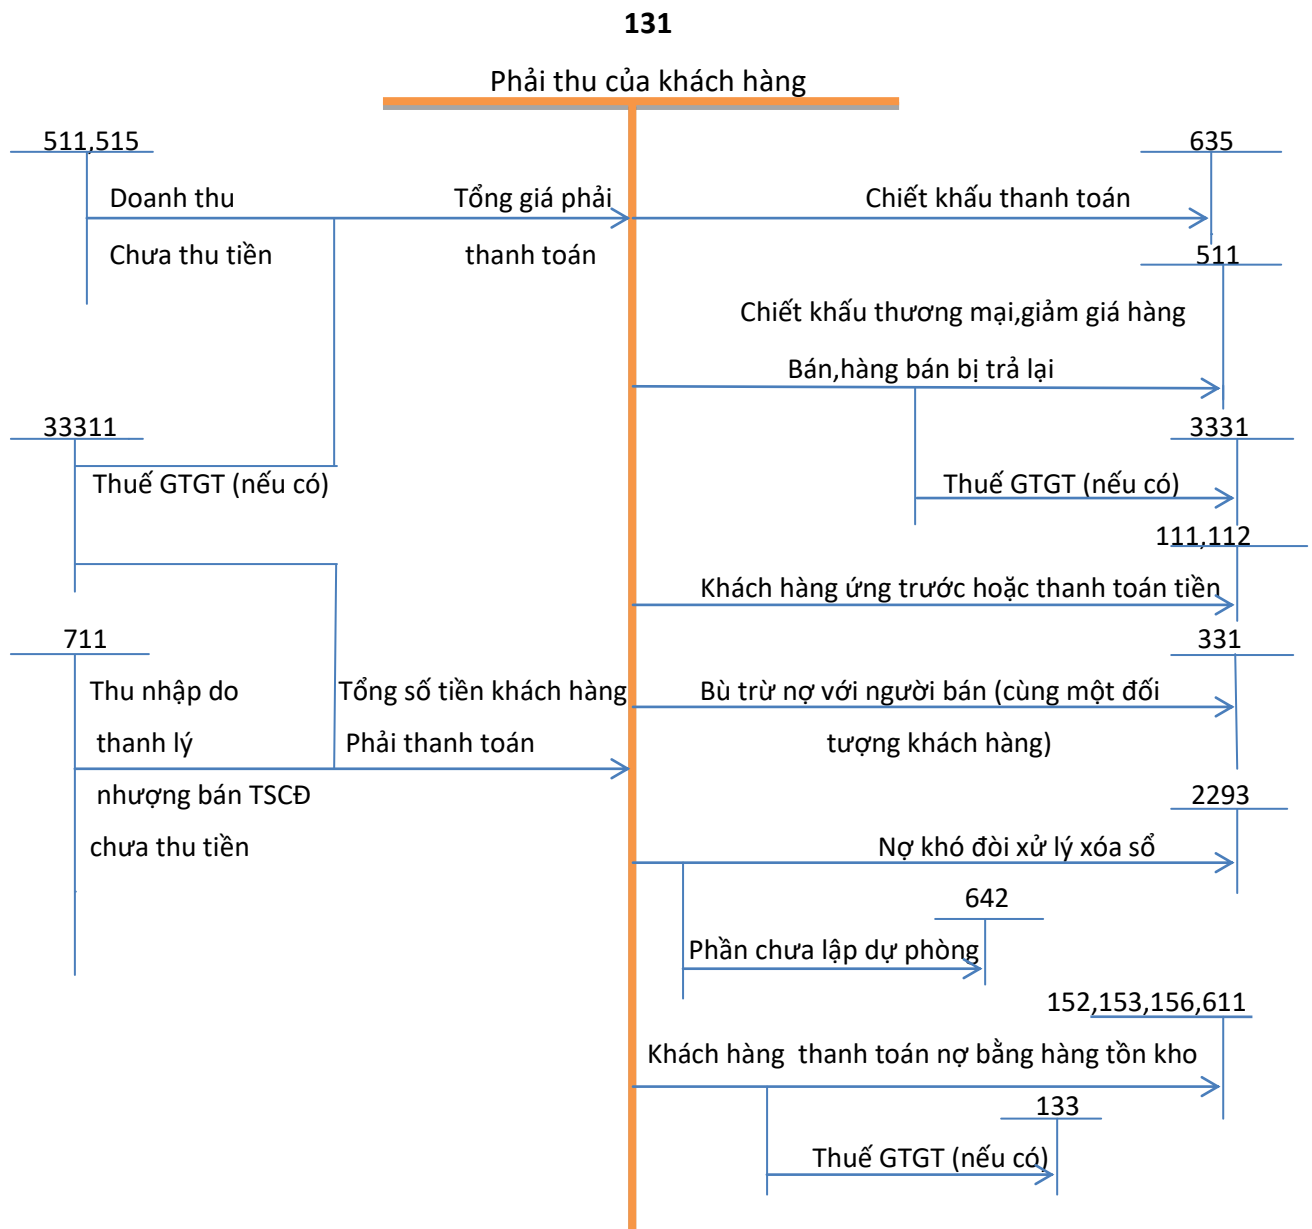 131
Phải thu của khách hàng
511,515
635
Doanh thu
Tổng giá phải
Chiết khấu thanh toán
Chưa thu tiền
thanh toán
511
Chiết khấu thương mại,giảm giá hàng
Bán,hàng bán bị trả lại
33311
3331
Thuế GTGT (nếu có)
Thuế GTGT (nếu có)
111,112
Khách hàng ứng trước hoặc thanh toán tiền
711
331
Thu nhập do
Tổng số tiền khách hàng
Bù trừ nợ với người bán (cùng một đối
thanh lý
Phải thanh toán
tượng khách hàng)
nhượng bán TSCĐ
2293
chưa thu tiền
Nợ khó đòi xử lý xóa sổ
642
Phần chưa lập dự phòng
152,153,156,611
Khách hàng  thanh toán nợ bằng hàng tồn kho
133
Thuế GTGT (nếu có)